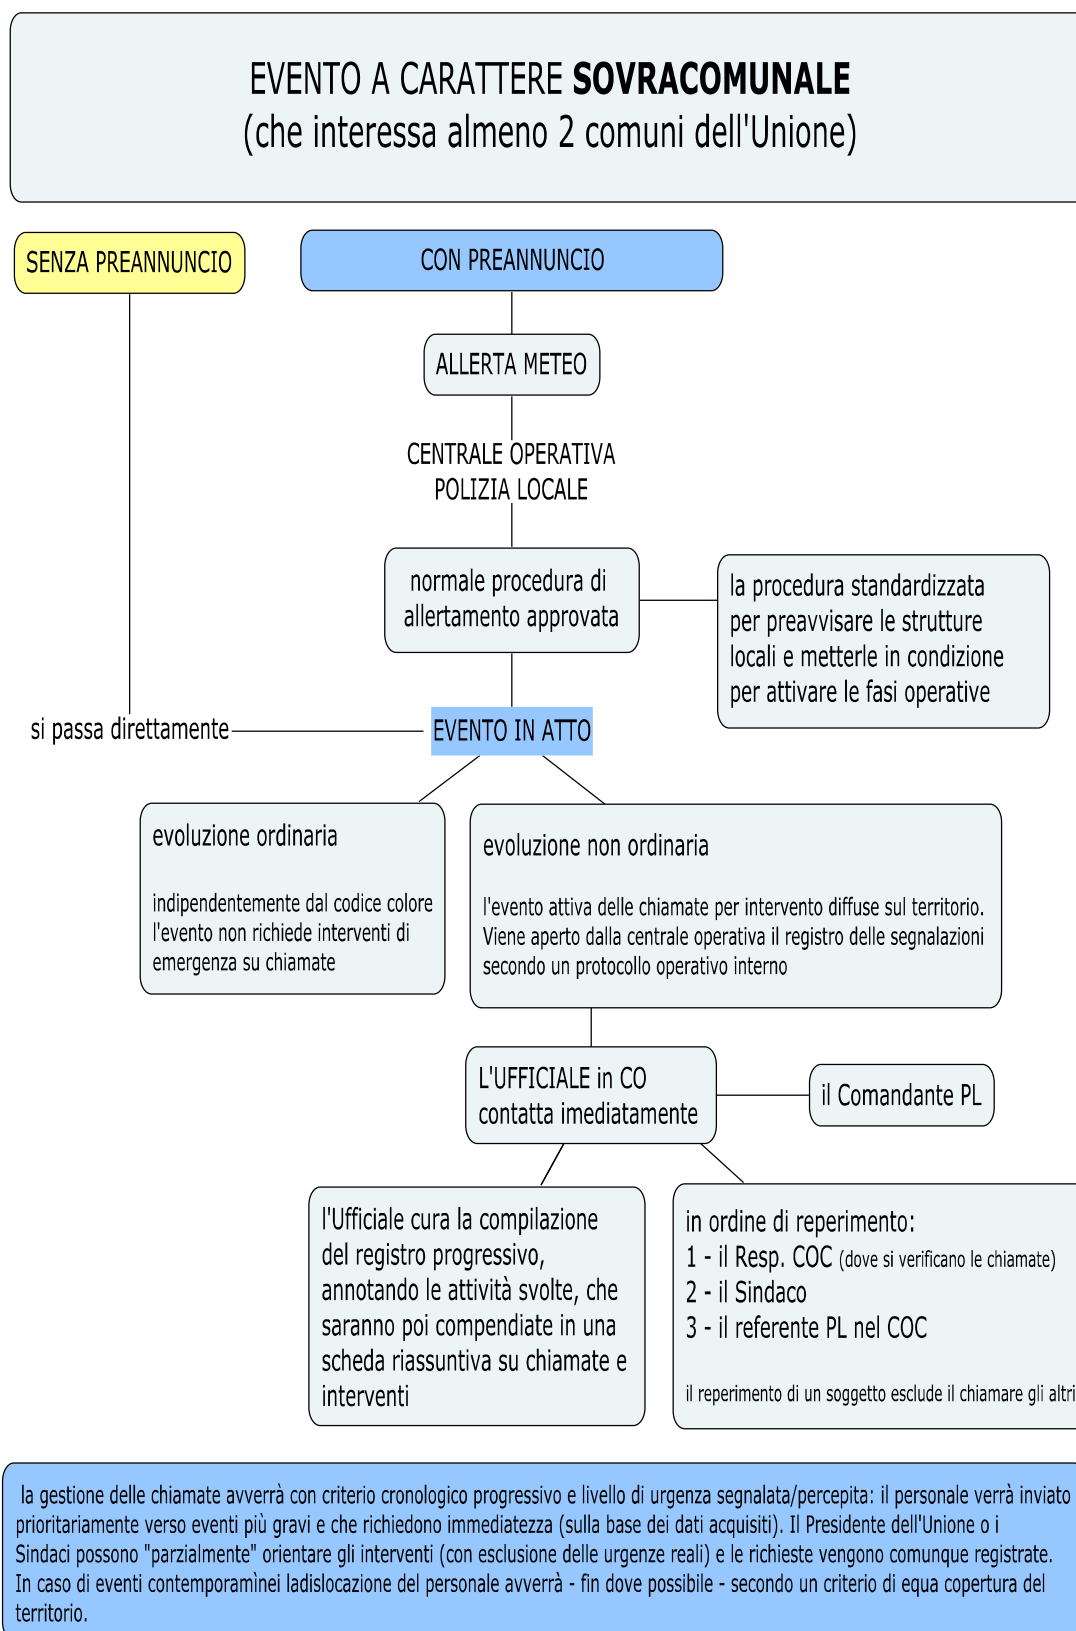 EVENTO A CARATTERE SOVRACOMUNALE
(che interessa almeno 2 comuni dell'Unione)
SENZA PREANNUNCIO
CON PREANNUNCIO
ALLERTA METEO
CENTRALE OPERATIVA
POLIZIA LOCALE
normale procedura di
allertamento approvata
la procedura standardizzata
per preavvisare le strutture
locali e metterle in condizione
per attivare le fasi operative
si passa direttamente
EVENTO IN ATTO
evoluzione ordinaria
indipendentemente dal codice colore
l'evento non richiede interventi di
emergenza su chiamate
evoluzione non ordinaria
l'evento attiva delle chiamate per intervento diffuse sul territorio.
Viene aperto dalla centrale operativa il registro delle segnalazioni
secondo un protocollo operativo interno
L'UFFICIALE in CO
contatta imediatamente
il Comandante PL
l'Ufficiale cura la compilazione
del registro progressivo,
annotando le attività svolte, che
saranno poi compendiate in una
scheda riassuntiva su chiamate e
interventi
in ordine di reperimento:
1 - il Resp. COC (dove si verificano le chiamate)
2 - il Sindaco
3 - il referente PL nel COC
il reperimento di un soggetto esclude il chiamare gli altri
la gestione delle chiamate avverrà con criterio cronologico progressivo e livello di urgenza segnalata/percepita: il personale verrà inviato
prioritariamente verso eventi più gravi e che richiedono immediatezza (sulla base dei dati acquisiti). Il Presidente dell'Unione o i
Sindaci possono "parzialmente" orientare gli interventi (con esclusione delle urgenze reali) e le richieste vengono comunque registrate.
In caso di eventi contemporamìnei ladislocazione del personale avverrà - fin dove possibile - secondo un criterio di equa copertura del
territorio.